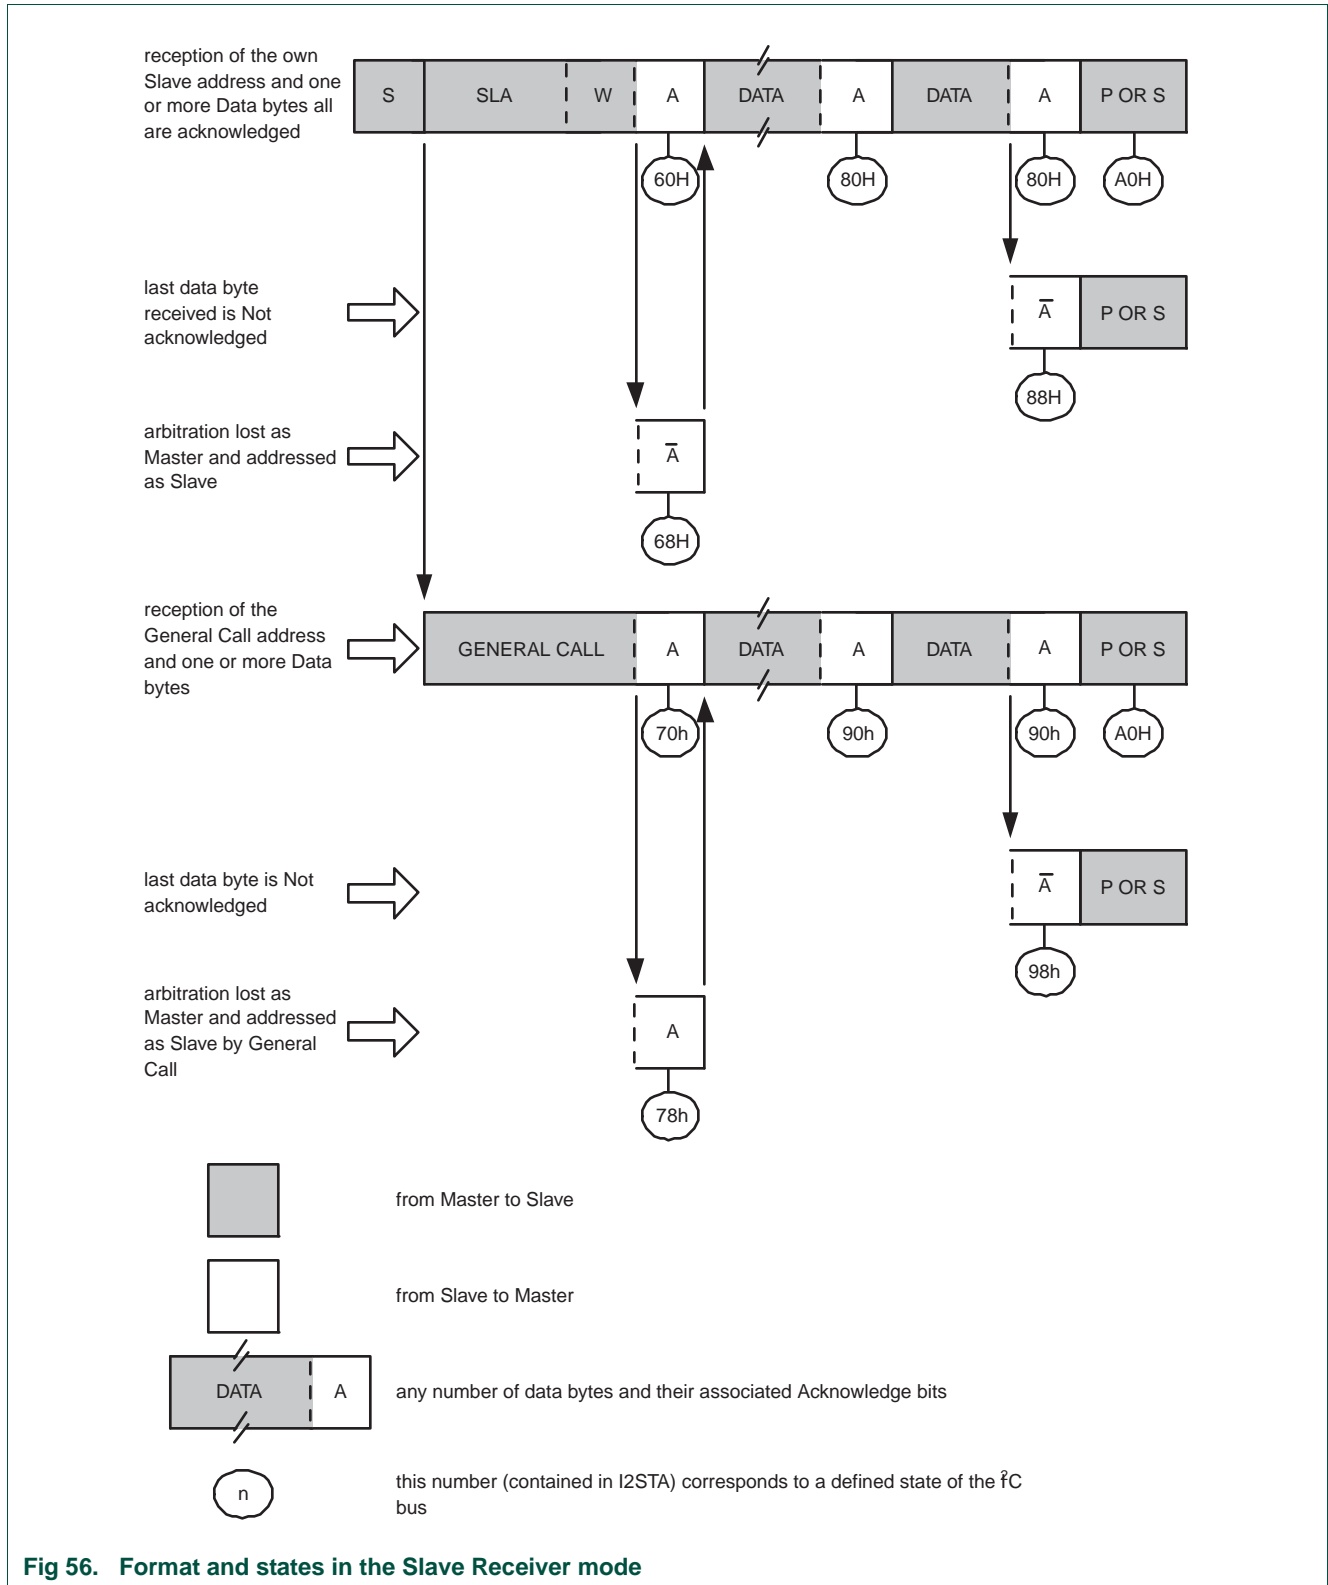 reception of the own
Slave address and one
or more Data bytes all
are acknowledged
S SLA W A DATA A DATA A P OR S
60H 80H 80H A0H
last data byte
received is Not
acknowledged
A̅ P OR S
88H
arbitration lost as
Master and addressed
as Slave
A̅
68H
reception of the
General Call address
and one or more Data
bytes
GENERAL CALL A DATA A DATA A P OR S
70h 90h 90h A0H
last data byte is Not
acknowledged
A̅ P OR S
98h
arbitration lost as
Master and addressed
as Slave by General
Call
A
78h
from Master to Slave
from Slave to Master
DATA A
any number of data bytes and their associated Acknowledge bits
n
this number (contained in I2STA) corresponds to a defined state of the I²C
bus
Fig 56. Format and states in the Slave Receiver mode